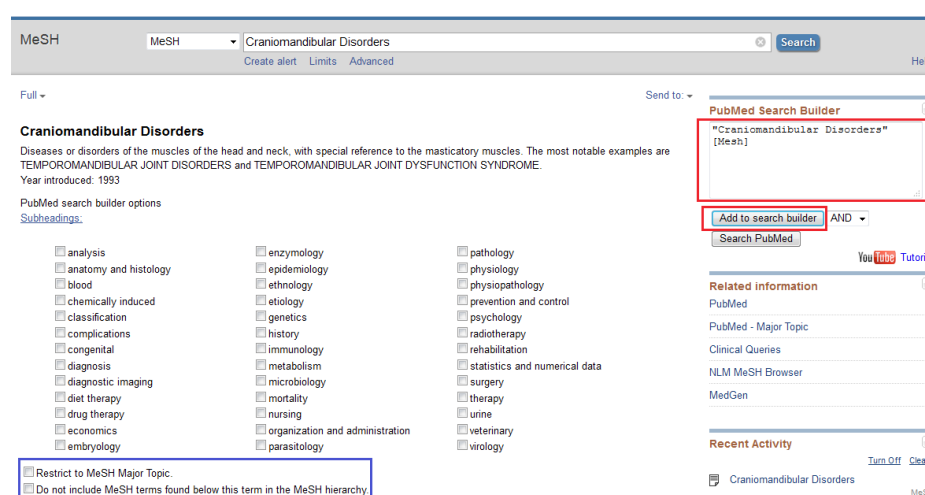 MeSH
MeSH
Craniomandibular Disorders
Search
Create alert Limits Advanced
Full
Send to:
Craniomandibular Disorders
Diseases or disorders of the muscles of the head and neck, with special reference to the masticatory muscles. The most notable examples are
TEMPOROMANDIBULAR JOINT DISORDERS and TEMPOROMANDIBULAR JOINT DYSFUNCTION SYNDROME.
Year introduced: 1993
PubMed search builder options
Subheadings:
analysis
anatomy and histology
blood
chemically induced
classification
complications
congenital
diagnosis
diagnostic imaging
diet therapy
drug therapy
economics
embryology
enzymology
epidemiology
ethnology
etiology
genetics
history
immunology
metabolism
microbiology
mortality
nursing
organization and administration
parasitology
pathology
physiology
physiopathology
prevention and control
psychology
radiotherapy
rehabilitation
statistics and numerical data
surgery
therapy
urine
veterinary
virology
Restrict to MeSH Major Topic.
Do not include MeSH terms found below this term in the MeSH hierarchy.
PubMed Search Builder
"Craniomandibular Disorders"
[Mesh]
Add to search builder AND
Search PubMed
You Tube Tutori
Related information
PubMed
PubMed - Major Topic
Clinical Queries
NLM MeSH Browser
MedGen
Recent Activity
Turn Off Clea
Craniomandibular Disorders